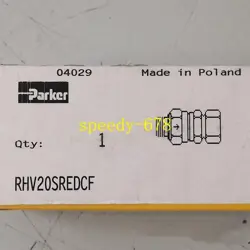 04029
Made in Poland
Parker
speedy-678
Qty:
1
RHV20SREDCF